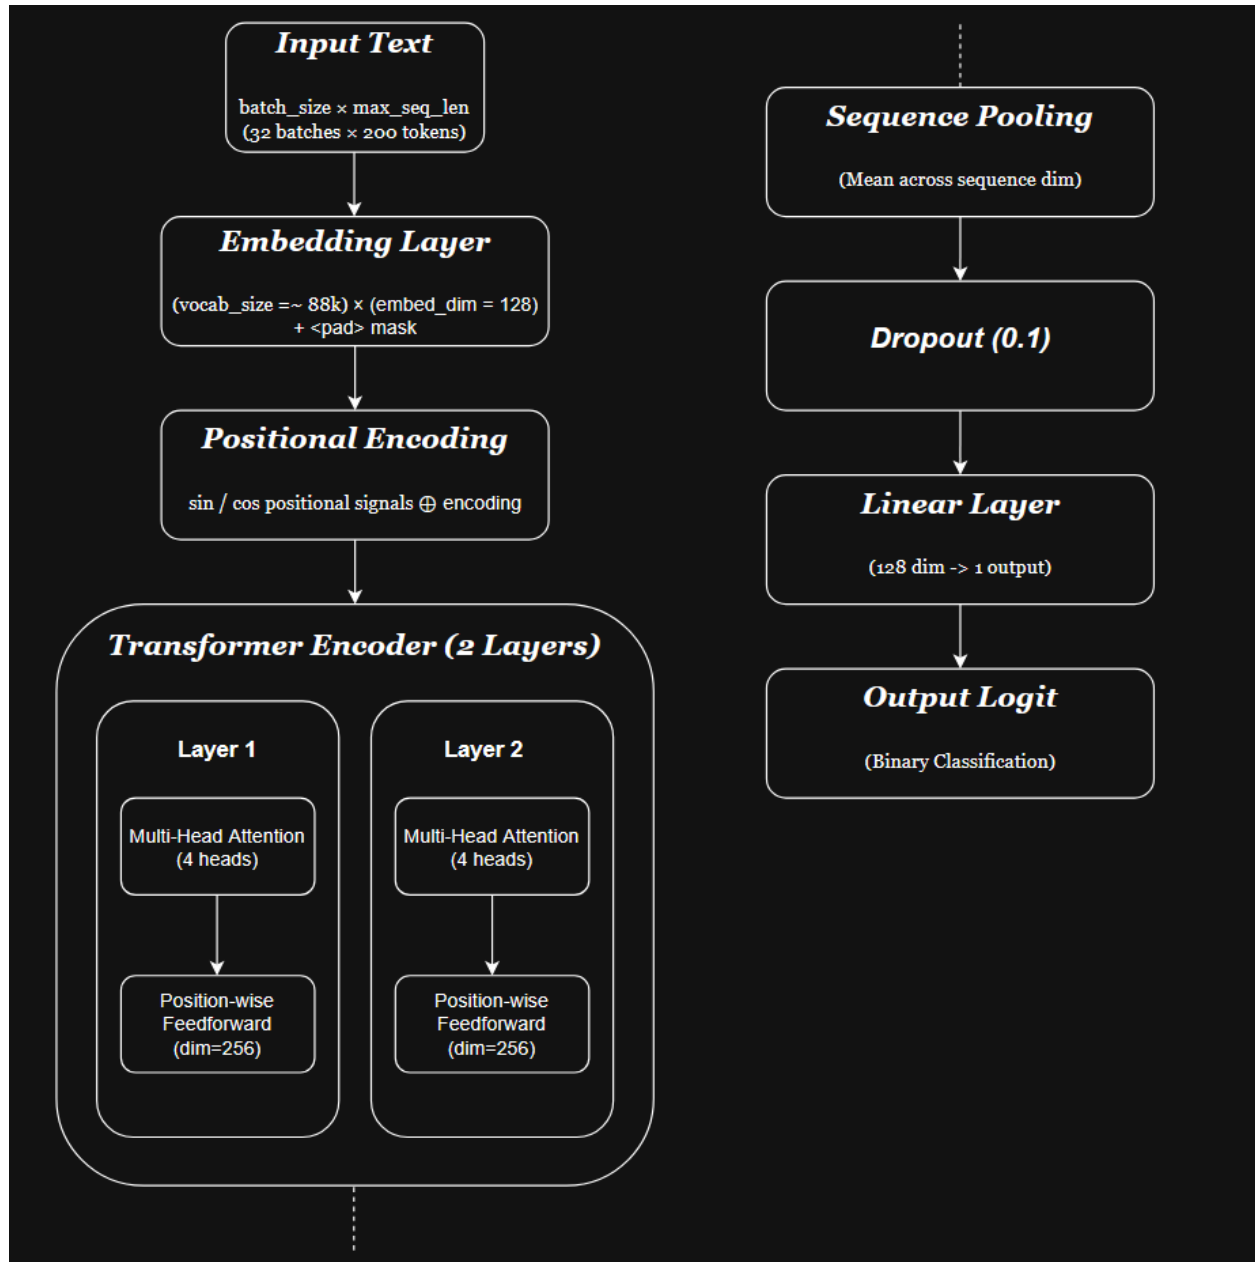 Input Text
batch_size × max_seq_len
(32 batches × 200 tokens)
Embedding Layer
(vocab_size =~ 88k) × (embed_dim = 128)
+ <pad> mask
Positional Encoding
sin / cos positional signals ⊕ encoding
Transformer Encoder (2 Layers)
Layer 1
Multi-Head Attention
(4 heads)
Position-wise
Feedforward
(dim=256)
Layer 2
Multi-Head Attention
(4 heads)
Position-wise
Feedforward
(dim=256)
Sequence Pooling
(Mean across sequence dim)
Dropout (0.1)
Linear Layer
(128 dim -> 1 output)
Output Logit
(Binary Classification)